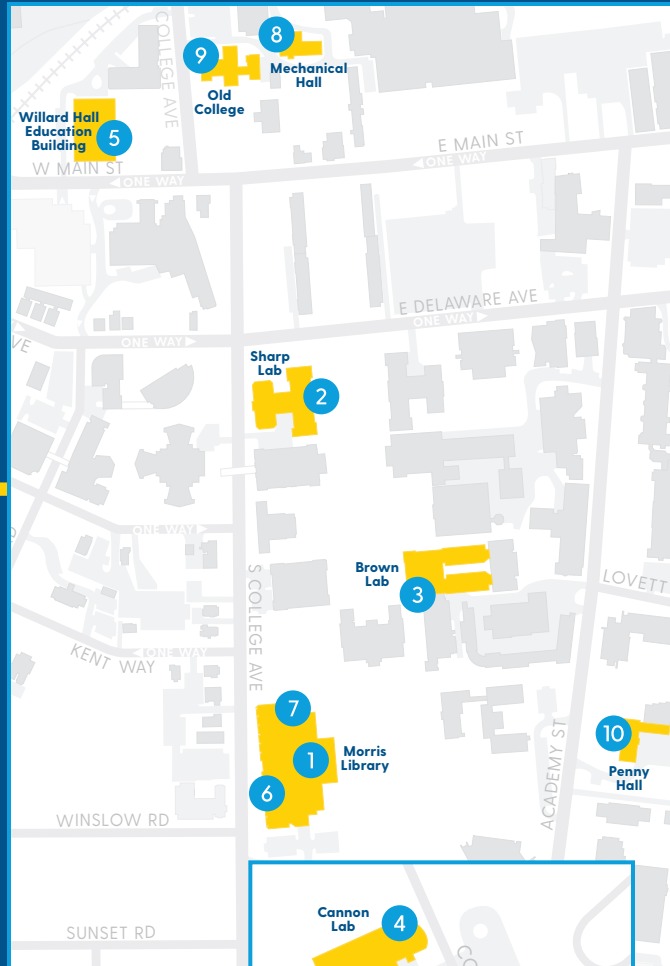 COLLEGE AVE
9
8
Old
College
Mechanical
Hall
Willard Hall
Education
Building
5
W MAIN ST
ONE WAY
E MAIN ST
ONE WAY
E DELAWARE AVE
ONE WAY
ONE WAY
VE
Sharp
Lab
2
ONE WAY
Brown
Lab
3
LOVETT
S COLLEGE AVE
KENT WAY
ONE WAY
7
1
Morris
Library
6
10
Penny
Hall
ACADEMY ST
WINSLOW RD
SUNSET RD
Cannon
Lab
4
CO